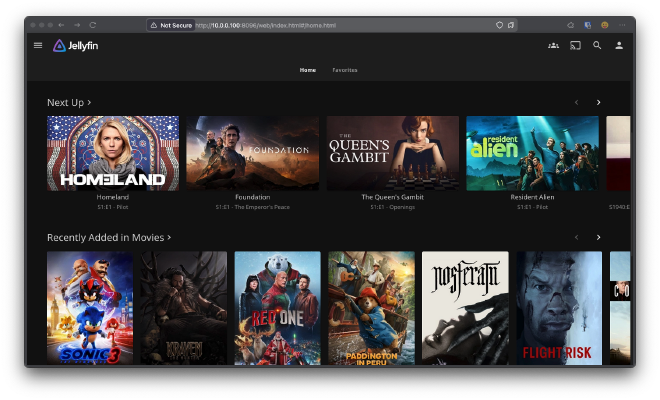 Not Secure http://10.0.0.100:8096/web/index.html#/home.html
Jellyfin
Home Favorites
Next Up >
HOMELAND
FOUNDATION
THE QUEEN'S GAMBIT
resident alien
Homeland
Foundation
The Queen's Gambit
Resident Alien
S1:E1 - Pilot
S1:E1 - The Emperor's Peace
S1:E1 - Openings
S1:E1 - Pilot
S1940:E
Recently Added in Movies >
SONIC 3
KRAVEN
RED ONE
PADDINGTON IN PERU
nosferatu
FLIGHT RISK